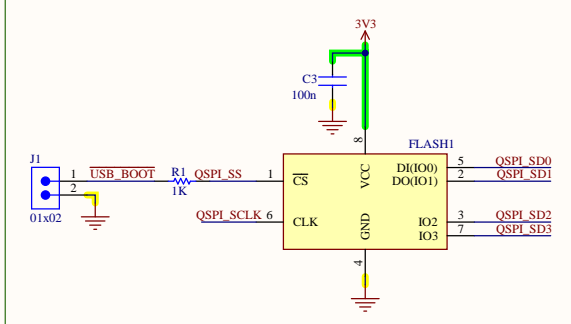 3V3
C3
100n
8
FLASH1
J1
1
USB_BOOT
R1
1K
QSPI_SS
1
CS
VCC
DI(IO0)
5
QSPI_SD0
DO(IO1)
2
QSPI_SD1
2
01x02
QSPI_SCLK
6
CLK
GND
IO2
3
QSPI_SD2
IO3
7
QSPI_SD3
4